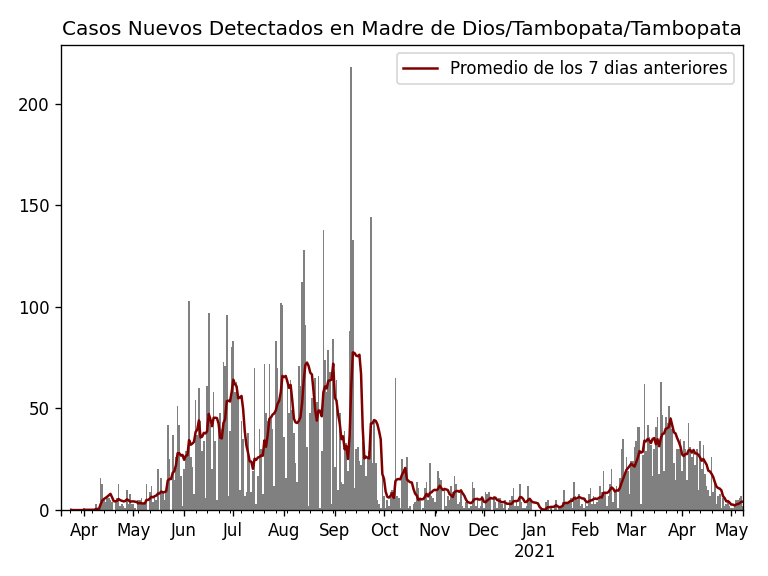 Casos Nuevos Detectados en Madre de Dios/Tambopata/Tambopata
Promedio de los 7 dias anteriores
200
150
100
50
0
Apr May Jun Jul Aug Sep Oct Nov Dec Jan Feb Mar Apr May
2021